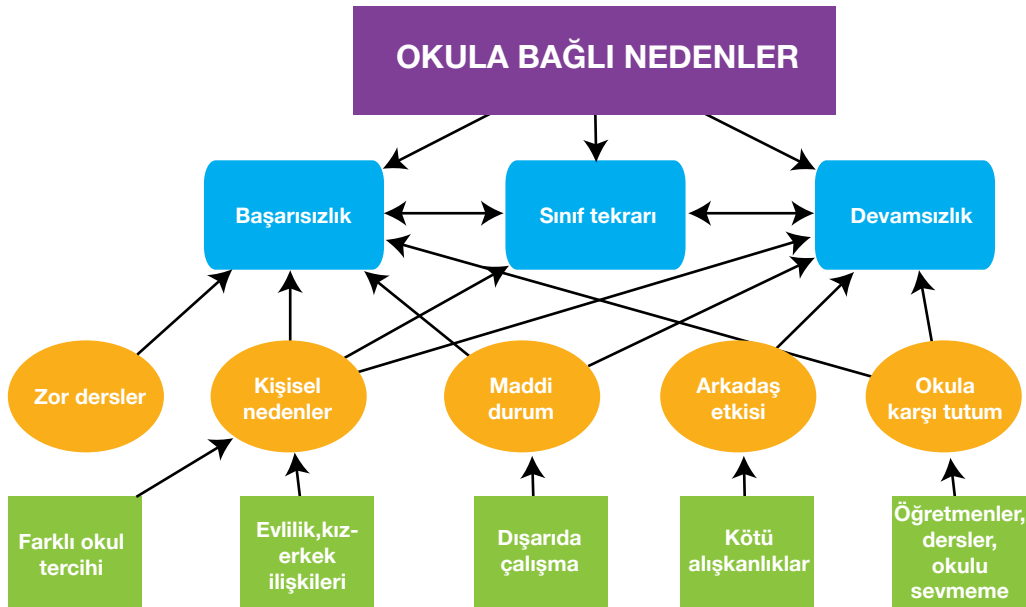 OKULA BAĞLI NEDENLER
Başarısızlık
Sınıf tekrarı
Devamsızlık
Zor dersler
Kişisel
nedenler
Maddi
durum
Arkadaş
etkisi
Okula
karşı tutum
Farklı okul
tercihi
Evlilik,kız-
erkek
ilişkileri
Dışarıda
çalışma
Kötü
alışkanlıklar
Öğretmenler,
dersler,
okulu
sevmeme